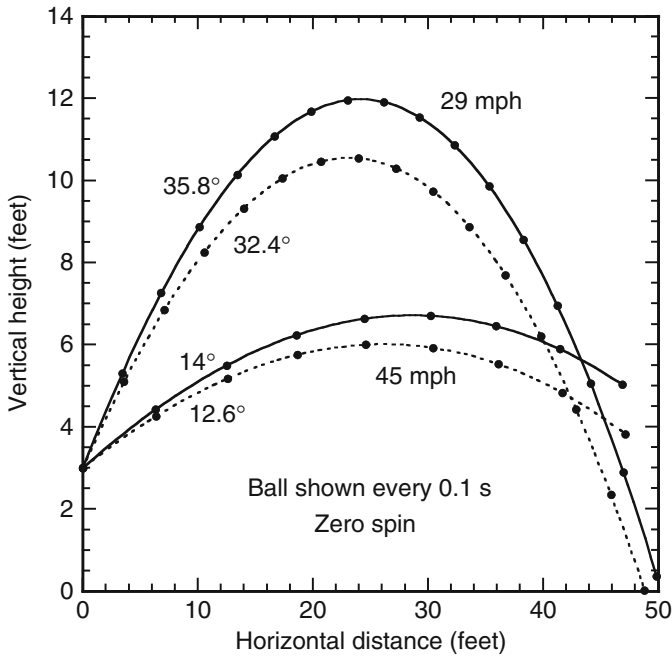 14
12
10
8
6
4
2
0
Vertical height (feet)
29 mph
35.8°
32.4°
14°
45 mph
12.6°
Ball shown every 0.1 s
Zero spin
0 10 20 30 40 50
Horizontal distance (feet)